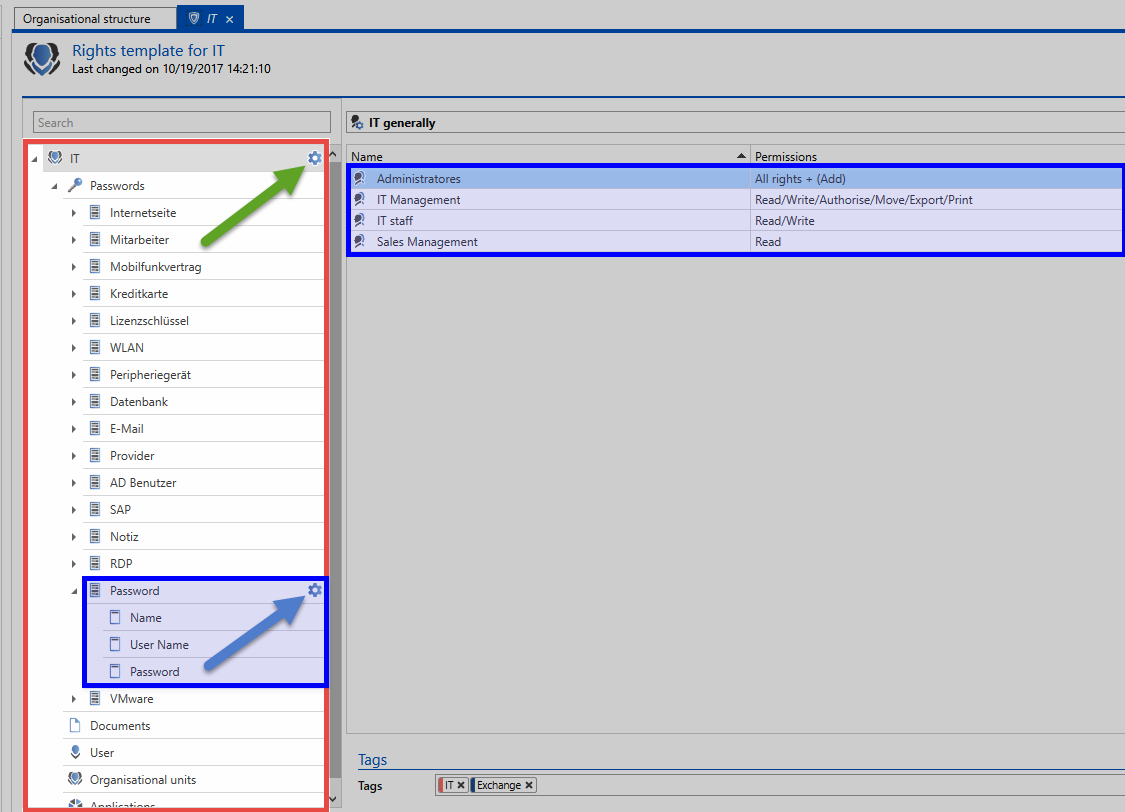 Organisational structure
IT
Rights template for IT
Last changed on 10/19/2017 14:21:10
Search
IT
Passwords
Internetseite
Mitarbeiter
Mobilfunkvertrag
Kreditkarte
Lizenzschlüssel
WLAN
Peripheriegerät
Datenbank
E-Mail
Provider
AD Benutzer
SAP
Notiz
RDP
Password
Name
User Name
Password
VMware
Documents
User
Organisational units
Applications
IT generally
Name Permissions
Administratores All rights + (Add)
IT Management Read/Write/Authorise/Move/Export/Print
IT staff Read/Write
Sales Management Read
Tags
Tags IT Exchange